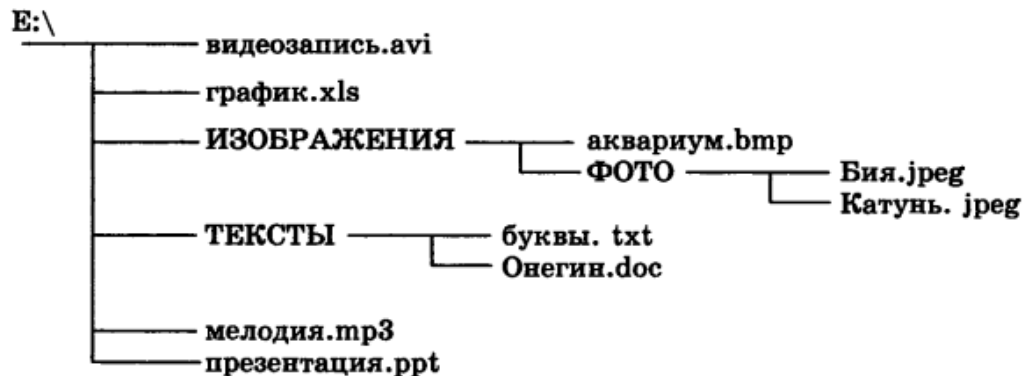 E:\
видеозапись.avi
график.xls
ИЗОБРАЖЕНИЯ
аквариум.bmp
ФОТО
Бия.jpeg
Катунь. jpeg
ТЕКСТЫ
буквы. txt
Онегин.doc
мелодия.mp3
презентация.ppt